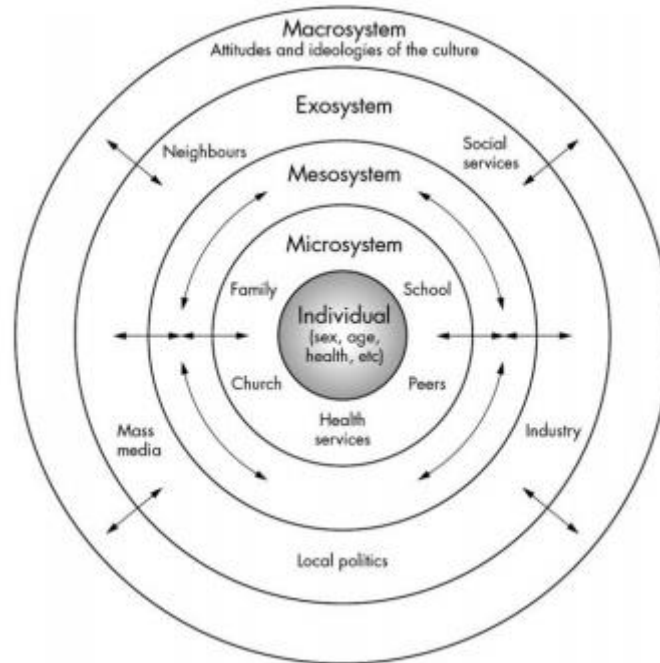 Macrosystem
Attitudes and ideologies of the culture
Exosystem
Neighbours
Social
services
Mesosystem
Microsystem
Family
School
Individual
(sex, age,
health, etc)
Church
Peers
Health
services
Mass
media
Industry
Local politics